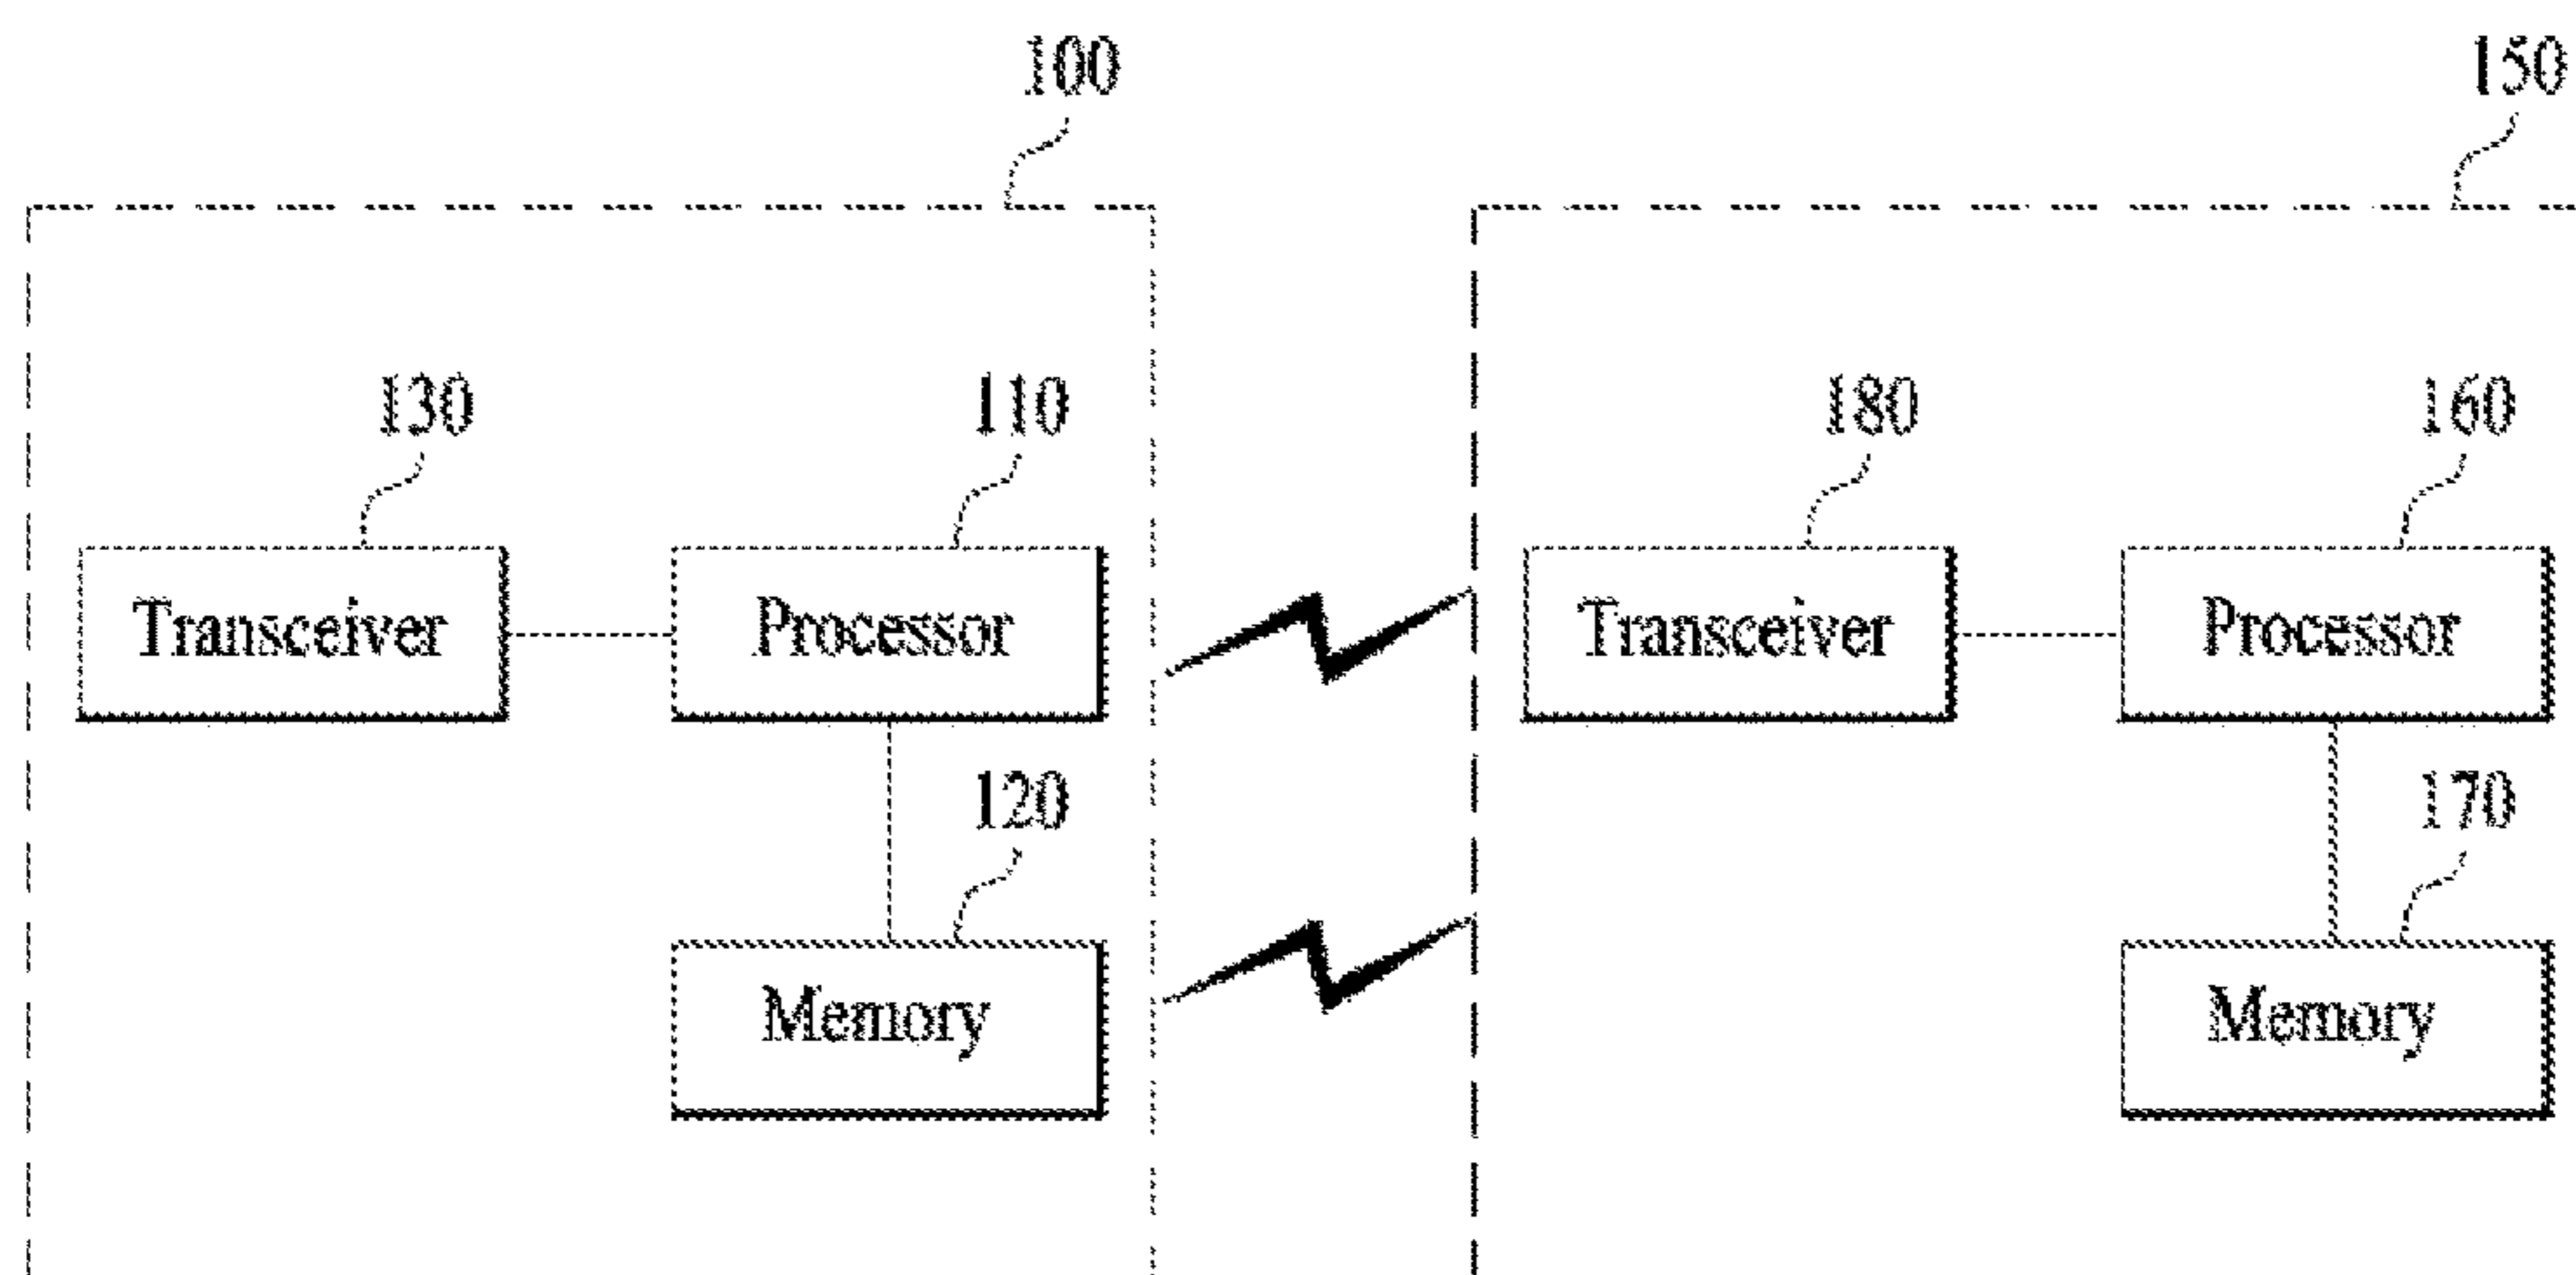 100 150
130 110 180 160
Transceiver Processor Transceiver Processor
120 170
Memory Memory